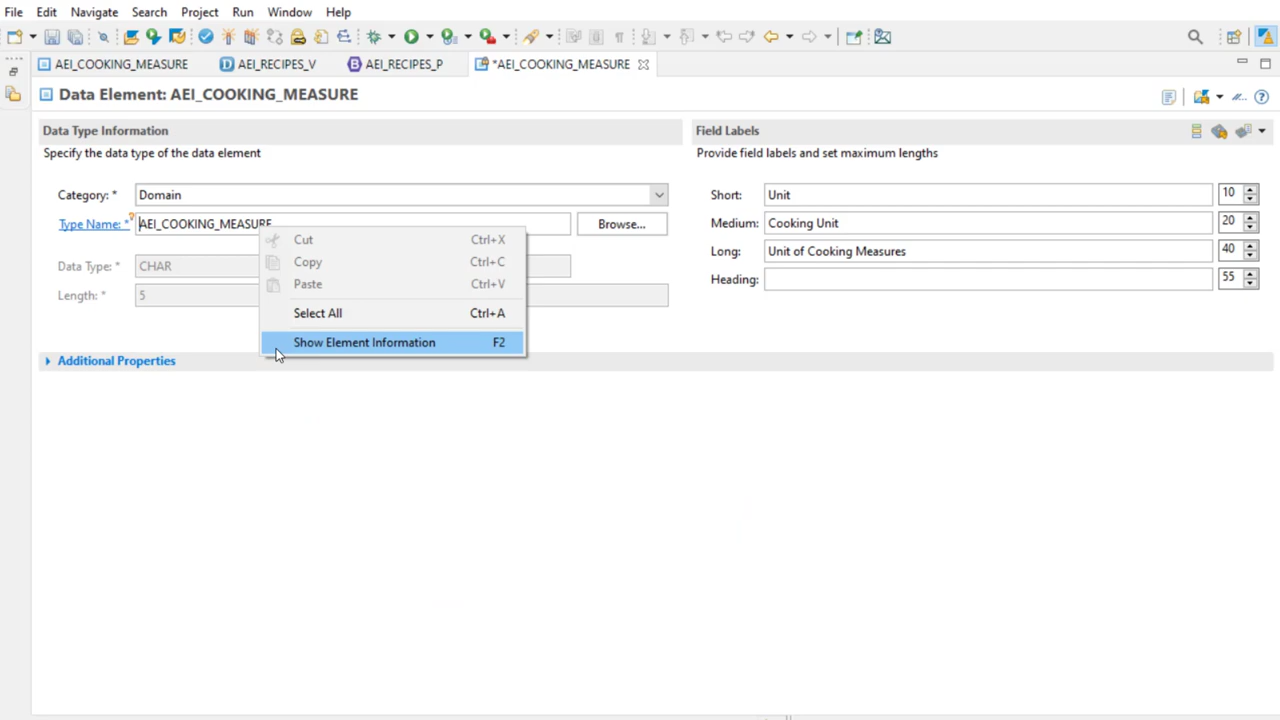 File Edit Navigate Search Project Run Window Help
AEI_COOKING_MEASURE AEI_RECIPES_V AEI_RECIPES_P *AEI_COOKING_MEASURE
Data Element: AEI_COOKING_MEASURE
Data Type Information
Specify the data type of the data element
Category: * Domain
Type Name: * AEI_COOKING_MEASURE Browse...
Data Type: * CHAR
Length: * 5
Cut Ctrl+X
Copy Ctrl+C
Paste Ctrl+V
Select All Ctrl+A
Show Element Information F2
Additional Properties
Field Labels
Provide field labels and set maximum lengths
Short: Unit 10
Medium: Cooking Unit 20
Long: Unit of Cooking Measures 40
Heading: 55